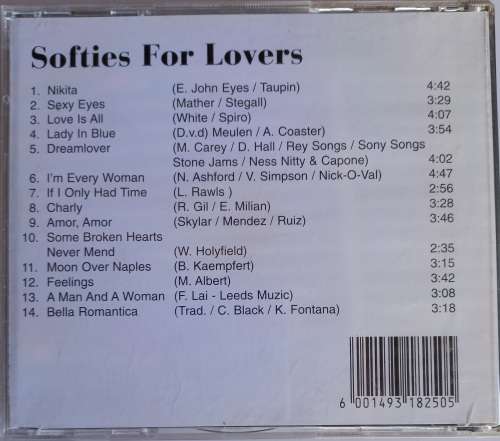 Softies For Lovers
1. Nikita (E. John Eyes / Taupin) 4:42
2. Sexy Eyes (Mather / Stegall) 3:29
3. Love Is All (White / Spiro) 4:07
4. Lady In Blue (D.v.d) Meulen / A. Coaster) 3:54
5. Dreamlover (M. Carey / D. Hall / Rey Songs / Sony Songs
Stone Jams / Ness Nitty & Capone) 4:02
6. I'm Every Woman (N. Ashford / V. Simpson / Nick-O-Val) 4:47
7. If I Only Had Time (L. Rawls ) 2:56
8. Charly (R. Gil / E. Milian) 3:28
9. Amor, Amor (Skylar / Mendez / Ruiz) 3:46
10. Some Broken Hearts
Never Mend (W. Holyfield) 2:35
11. Moon Over Naples (B. Kaempfert) 3:15
12. Feelings (M. Albert) 3:42
13. A Man And A Woman (F. Lai - Leeds Muzic) 3:08
14. Bella Romantica (Trad. / C. Black / K. Fontana) 3:18
6 001493 182505